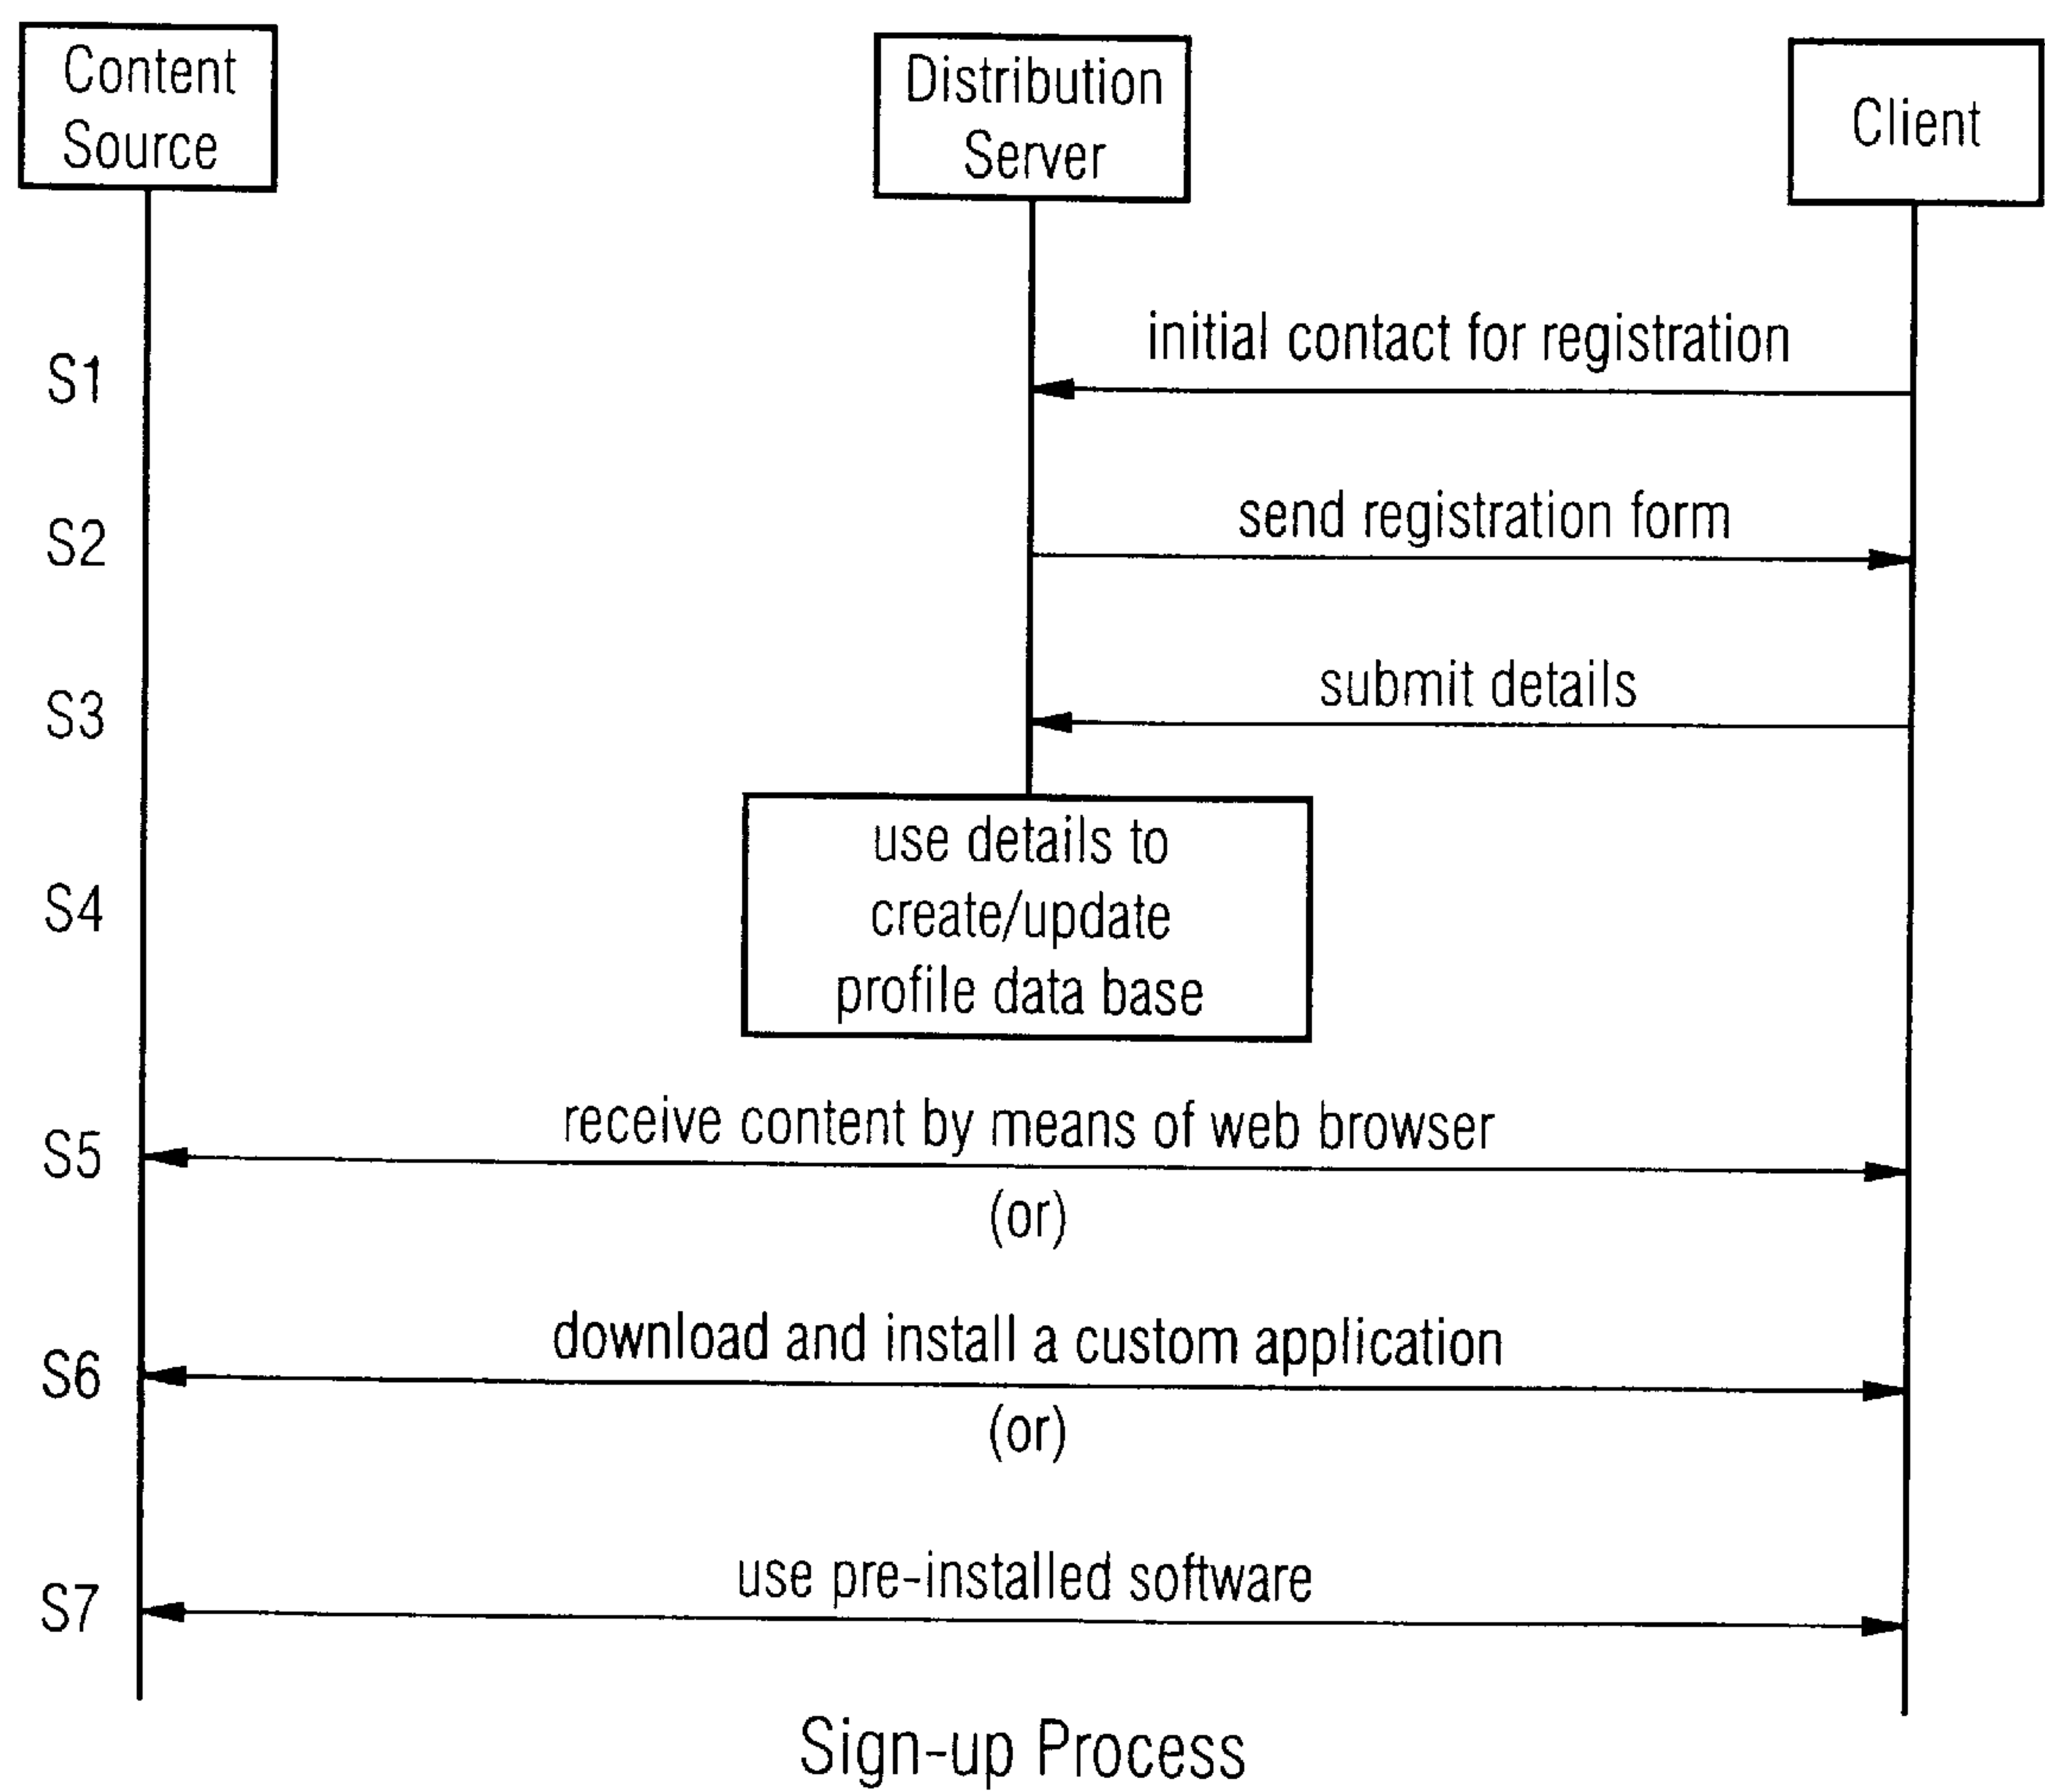 Content
Source
Distribution
Server
Client
S1
initial contact for registration
S2
send registration form
S3
submit details
S4
use details to
create/update
profile data base
S5
receive content by means of web browser
(or)
S6
download and install a custom application
(or)
S7
use pre-installed software
Sign-up Process